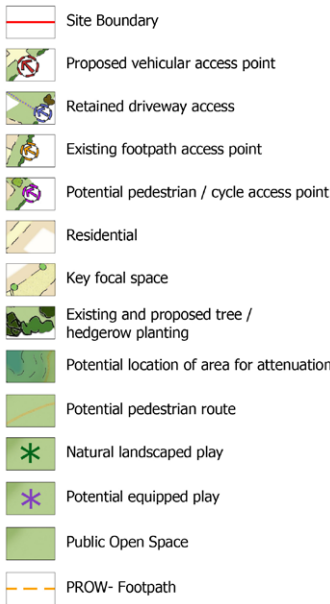 Site Boundary
Proposed vehicular access point
Retained driveway access
Existing footpath access point
Potential pedestrian / cycle access point
Residential
Key focal space
Existing and proposed tree /
hedgerow planting
Potential location of area for attenuation
Potential pedestrian route
Natural landscaped play
Potential equipped play
Public Open Space
PROW- Footpath